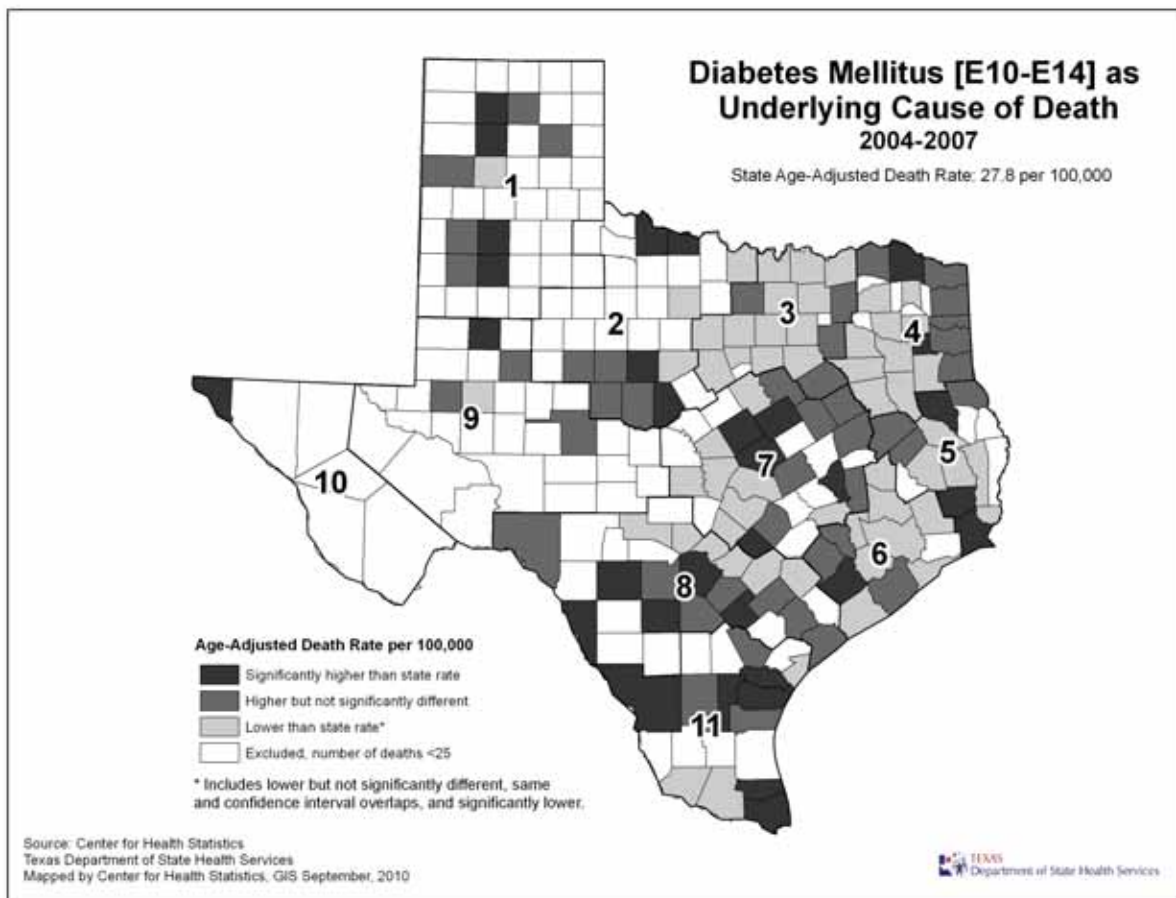 Diabetes Mellitus [E10-E14] as
Underlying Cause of Death
2004-2007
State Age-Adjusted Death Rate: 27.8 per 100,000
1
2
3
4
5
6
7
8
9
10
11
Age-Adjusted Death Rate per 100,000
Significantly higher than state rate
Higher but not significantly different
Lower than state rate*
Excluded, number of deaths <25
* Includes lower but not significantly different, same
and confidence interval overlaps, and significantly lower.
Source: Center for Health Statistics
Texas Department of State Health Services
Mapped by Center for Health Statistics, GIS September, 2010
TEXAS
Department of State Health Services